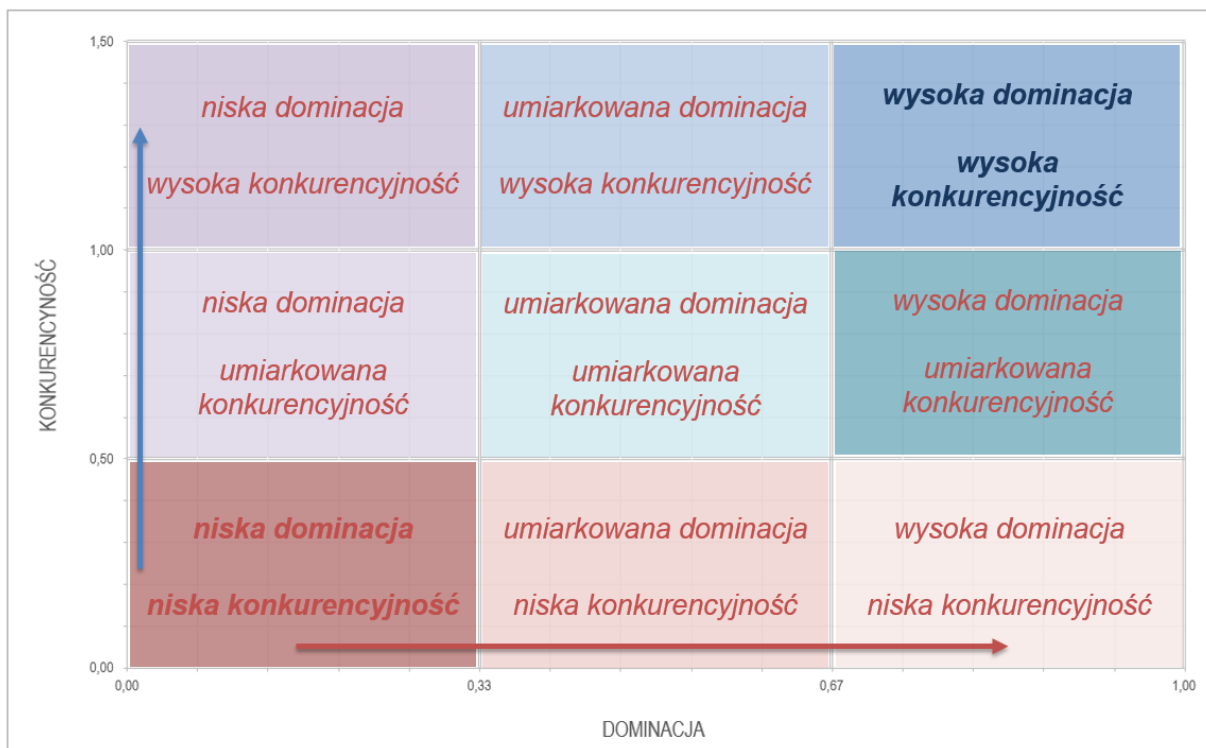 1,50
niska dominacja
wysoka konkurencyjność
umiarkowana dominacja
wysoka konkurencyjność
wysoka dominacja
wysoka
konkurencyjność
1,00
niska dominacja
umiarkowana
konkurencyjność
umiarkowana dominacja
umiarkowana
konkurencyjność
wysoka dominacja
umiarkowana
konkurencyjność
KONKURENCYJNOŚĆ
0,50
niska dominacja
niska konkurencyjność
umiarkowana dominacja
niska konkurencyjność
wysoka dominacja
niska konkurencyjność
0,00
0,00
0,33
0,67
1,00
DOMINACJA